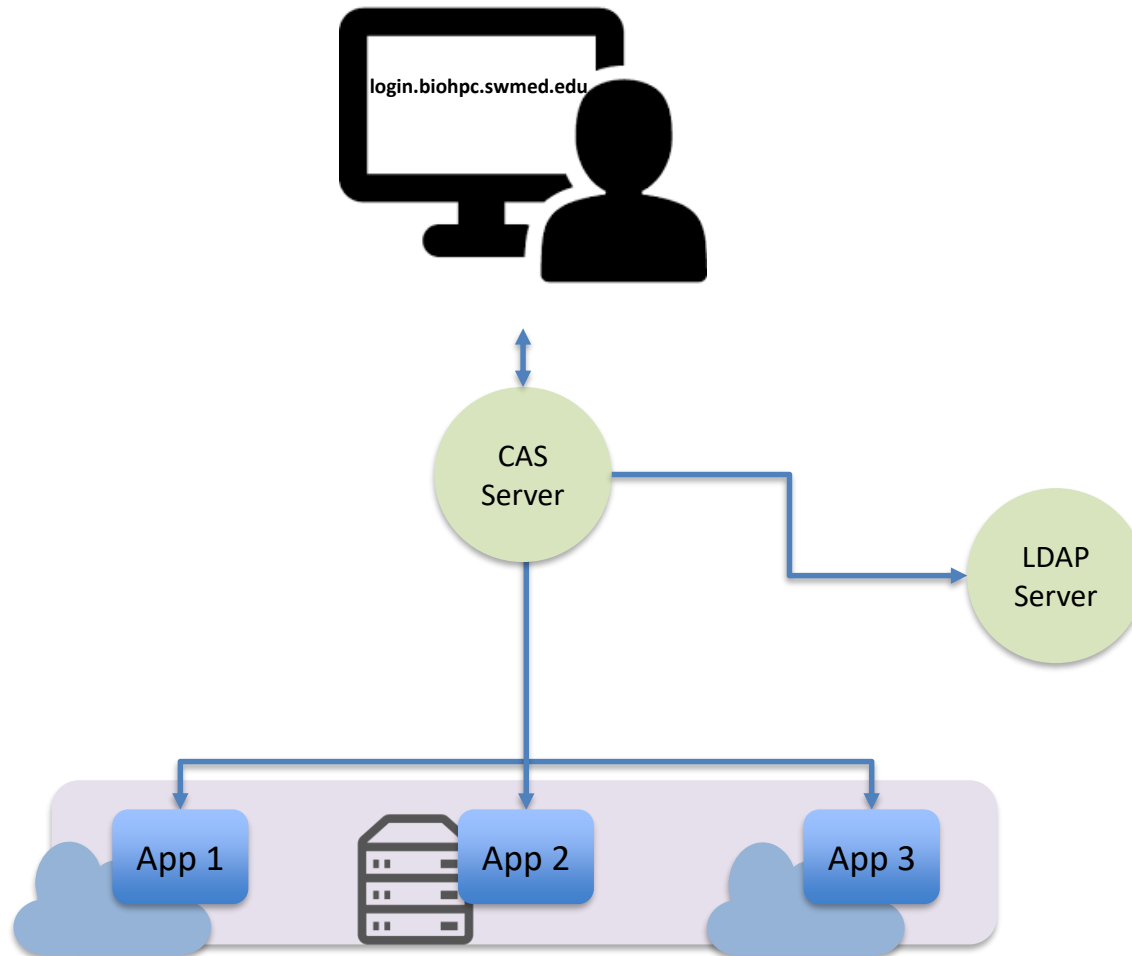 login.biohpc.swmed.edu
CAS
Server
LDAP
Server
App 1
App 2
App 3